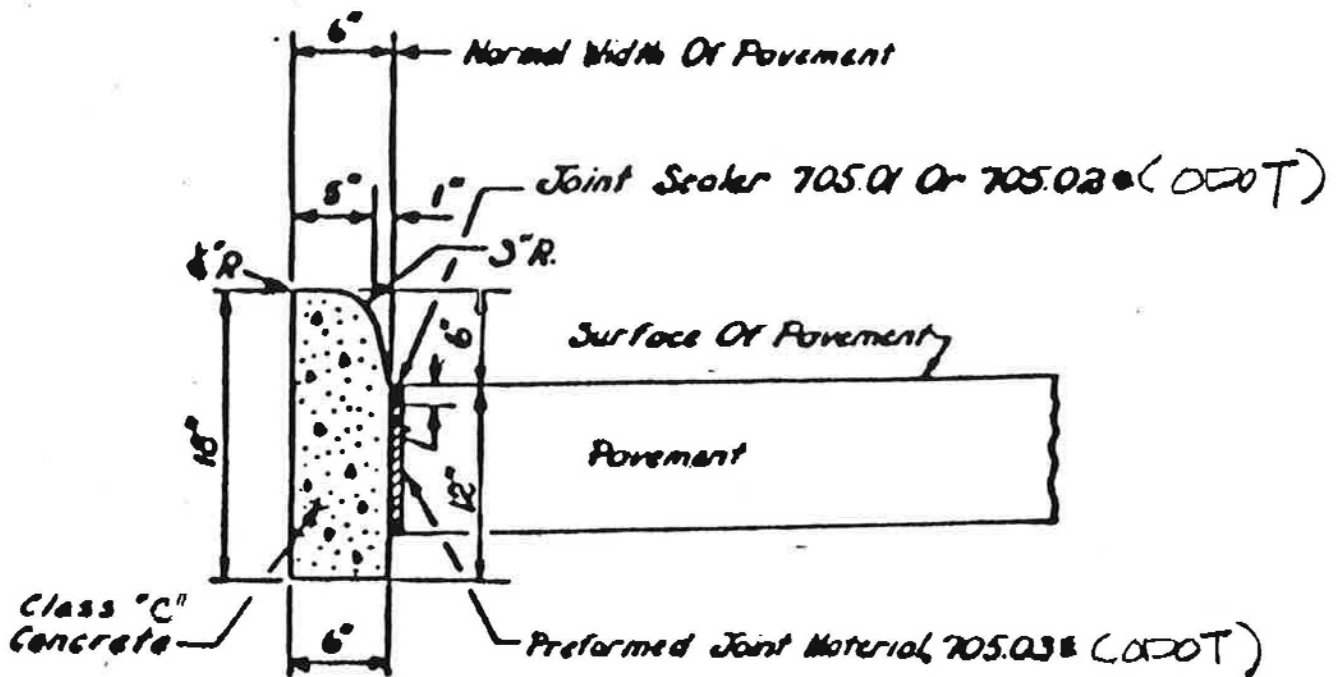 6"
Normal Width Of Pavement
Joint Sealer 705.01 Or 705.02* (ODOT)
5"
1"
3" R.
"R
6"
Surface Of Pavement
18"
Pavement
12"
Class "C"
Concrete
6"
Preformed Joint Material, 705.03* (ODOT)